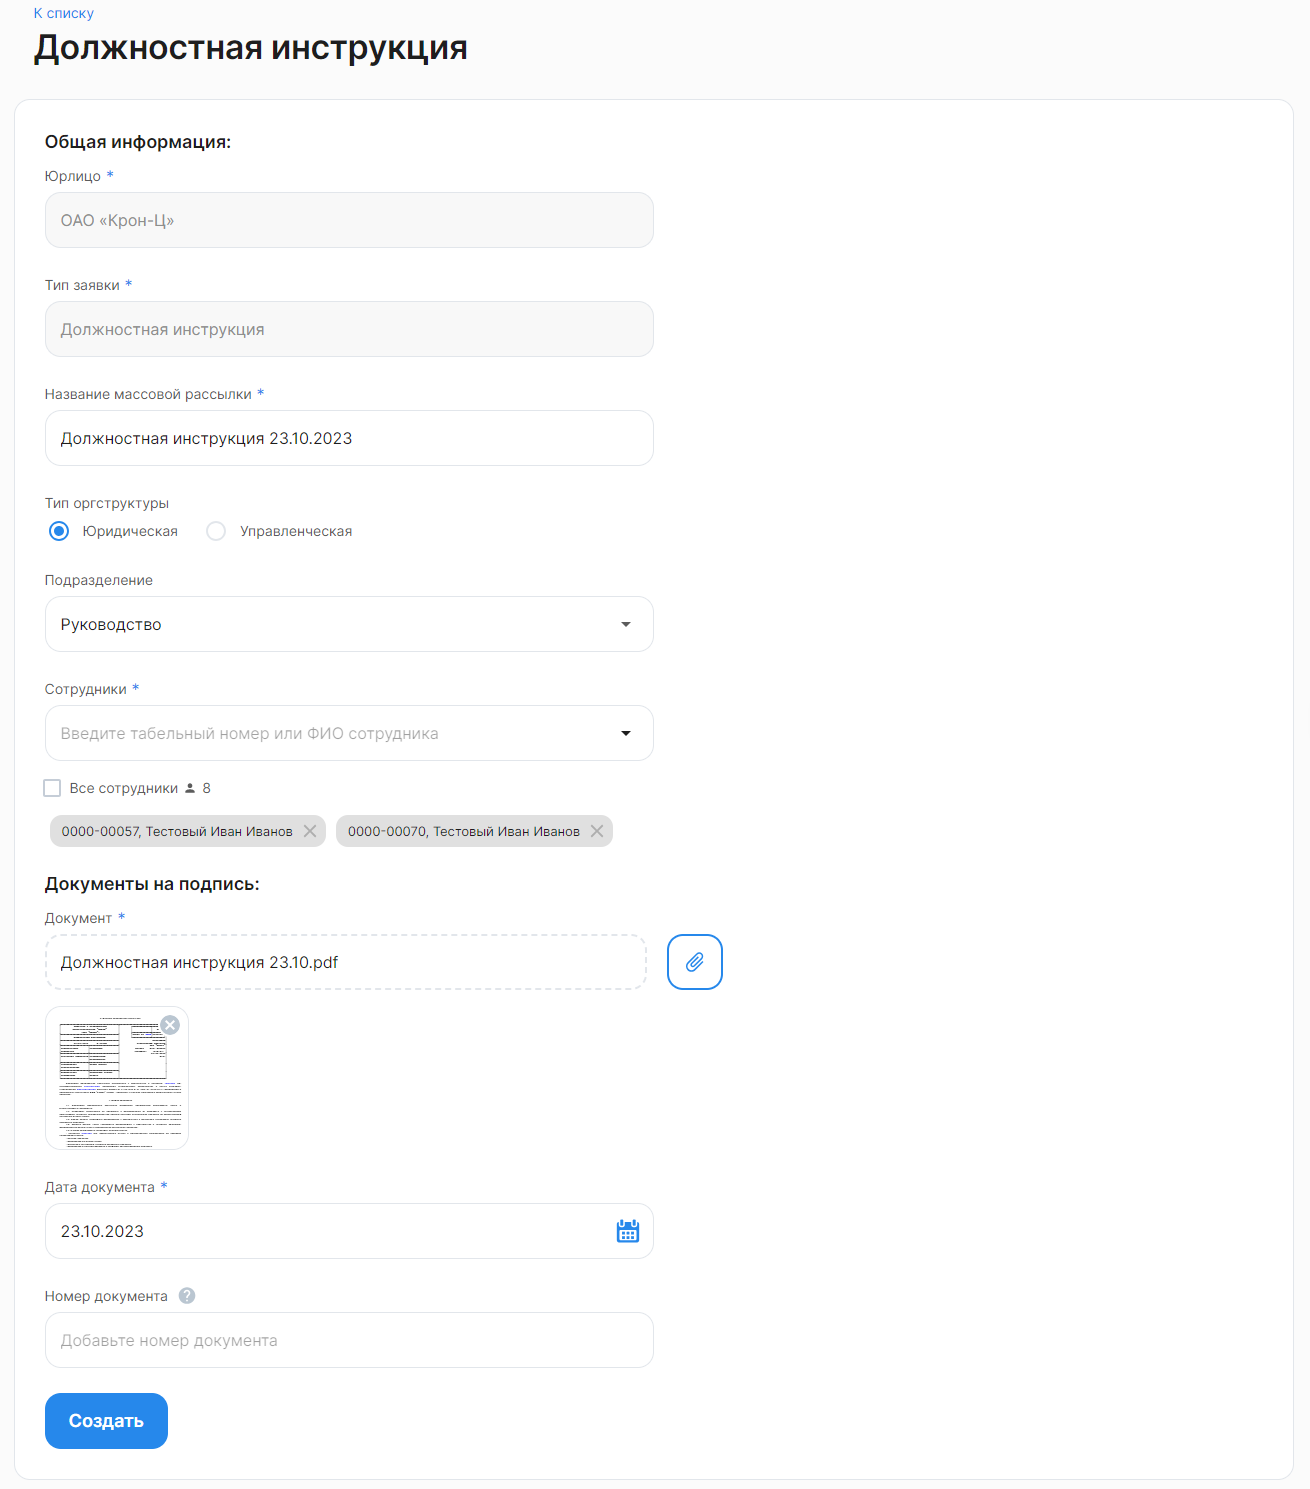 К списку
Должностная инструкция
Общая информация:
Юрлицо *
ОАО «Крон-Ц»
Тип заявки *
Должностная инструкция
Название массовой рассылки *
Должностная инструкция 23.10.2023
Тип оргструктуры
Юридическая Управленческая
Подразделение
Руководство
Сотрудники *
Введите табельный номер или ФИО сотрудника
Все сотрудники 8
0000-00057, Тестовый Иван Иванов 0000-00070, Тестовый Иван Иванов
Документы на подпись:
Документ *
Должностная инструкция 23.10.pdf
Дата документа *
23.10.2023
Номер документа ?
Добавьте номер документа
Создать